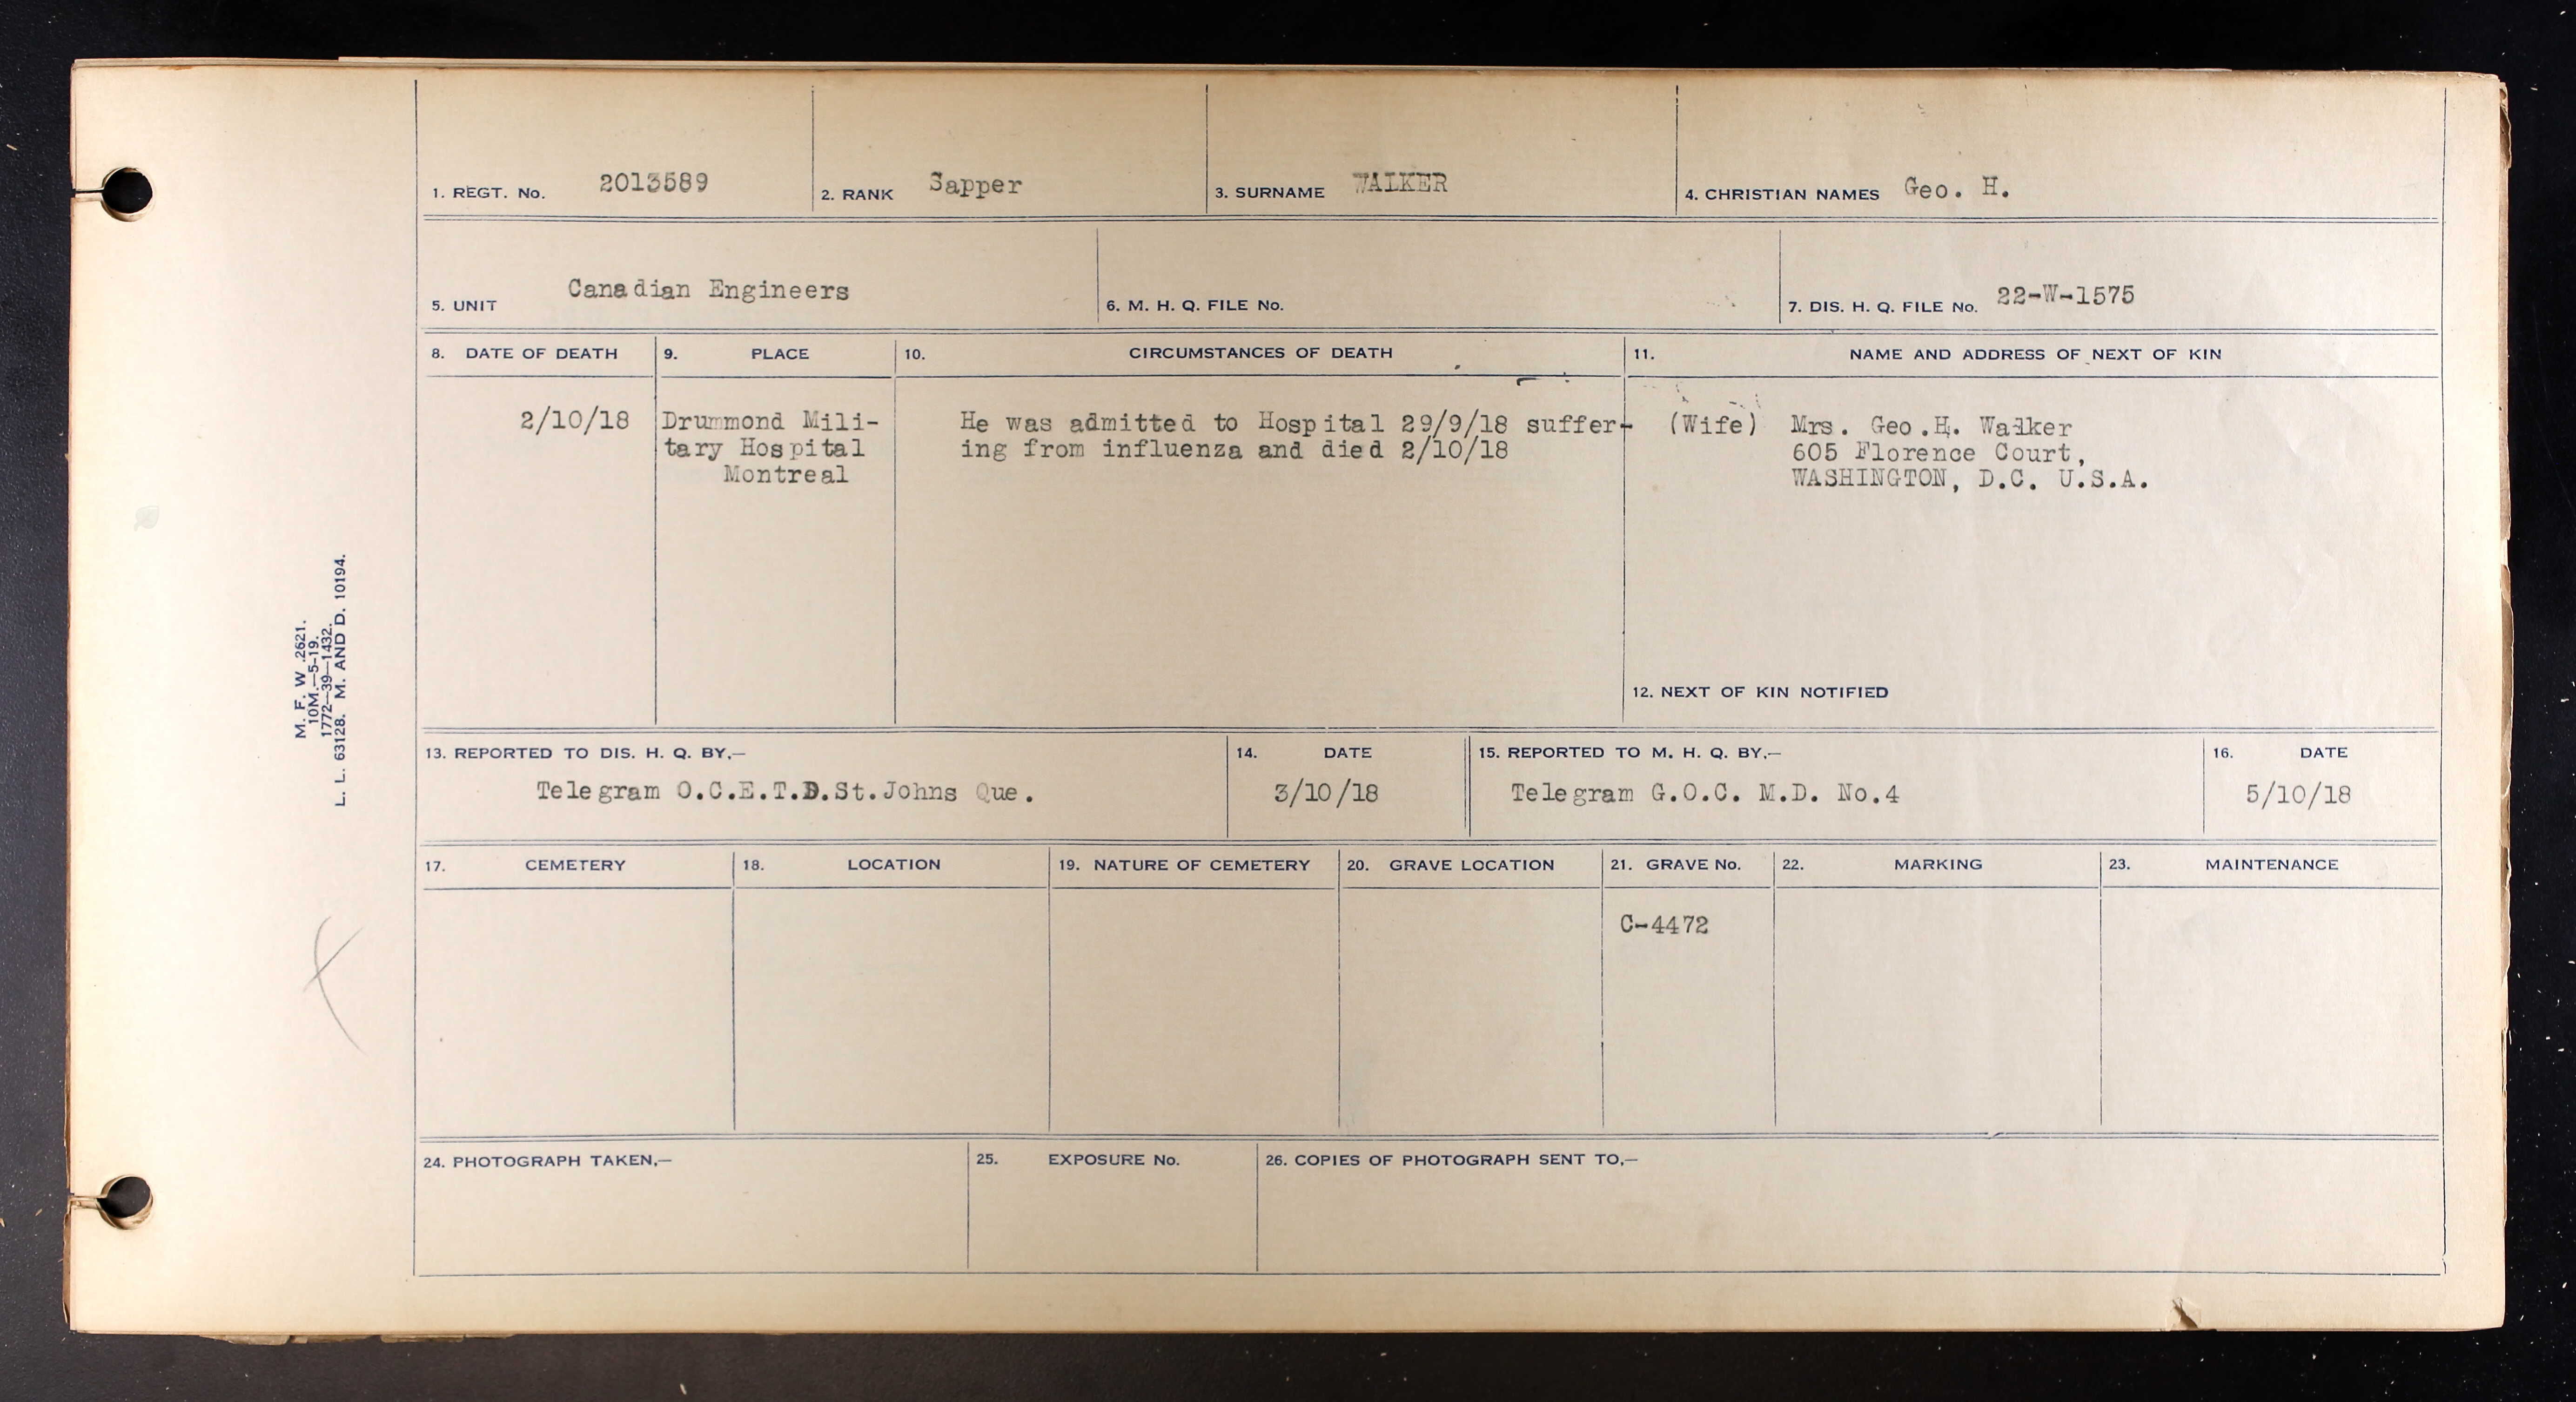 1. REGT. No. 2013589 2. RANK Sapper 3. SURNAME WALKER 4. CHRISTIAN NAMES Geo. H.
5. UNIT Canadian Engineers 6. M. H. Q. FILE No. 7. DIS. H. Q. FILE No. 22-W-1575
8. DATE OF DEATH 9. PLACE 10. CIRCUMSTANCES OF DEATH 11. NAME AND ADDRESS OF NEXT OF KIN
2/10/18 Drummond Mili- He was admitted to Hospital 29/9/18 suffer- (Wife) Mrs. Geo.H. Walker
tary Hospital ing from influenza and died 2/10/18 605 Florence Court,
Montreal WASHINGTON, D.C. U.S.A.
12. NEXT OF KIN NOTIFIED
13. REPORTED TO DIS. H. Q. BY,— 14. DATE 15. REPORTED TO M. H. Q. BY,— 16. DATE
Telegram O.C.E.T.D.St.Johns Que. 3/10/18 Telegram G.O.C. M.D. No.4 5/10/18
17. CEMETERY 18. LOCATION 19. NATURE OF CEMETERY 20. GRAVE LOCATION 21. GRAVE No. 22. MARKING 23. MAINTENANCE
C-4472
24. PHOTOGRAPH TAKEN,— 25. EXPOSURE No. 26. COPIES OF PHOTOGRAPH SENT TO,—
M. F. W. 2621.
10M.—5-19.
1772—39—1432.
L. L. 63128. M. AND D. 10194.